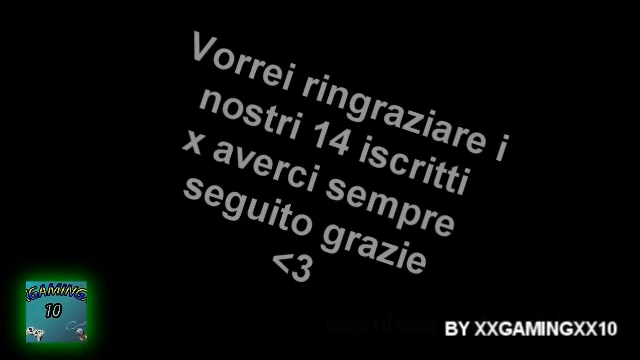 Vorrei ringraziare i
nostri 14 iscritti
x averci sempre
seguito grazie
<3
GAMING
10
BY XXGAMINGXX10